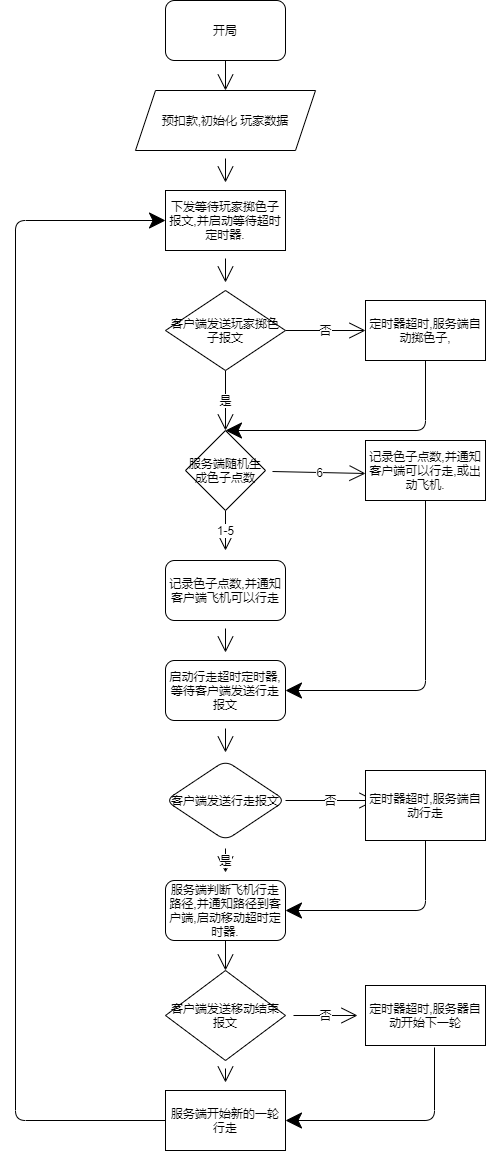 开局
预扣款,初始化 玩家数据
下发等待玩家掷色子
报文,并启动等待超时
定时器.
客户端发送玩家掷色
子报文
否
定时器超时,服务端自
动掷色子,
是
服务端随机生
成色子点数
6
记录色子点数,并通知
客户端可以行走,或出
动飞机.
1-5
记录色子点数,并通知
客户端飞机可以行走
启动行走超时定时器,
等待客户端发送行走
报文
客户端发送行走报文
否
定时器超时,服务端自
动行走
是
服务端判断飞机行走
路径,并通知路径到客
户端,启动移动超时定
时器.
客户端发送移动结束
报文
否
定时器超时,服务器自
动开始下一轮
服务端开始新的一轮
行走